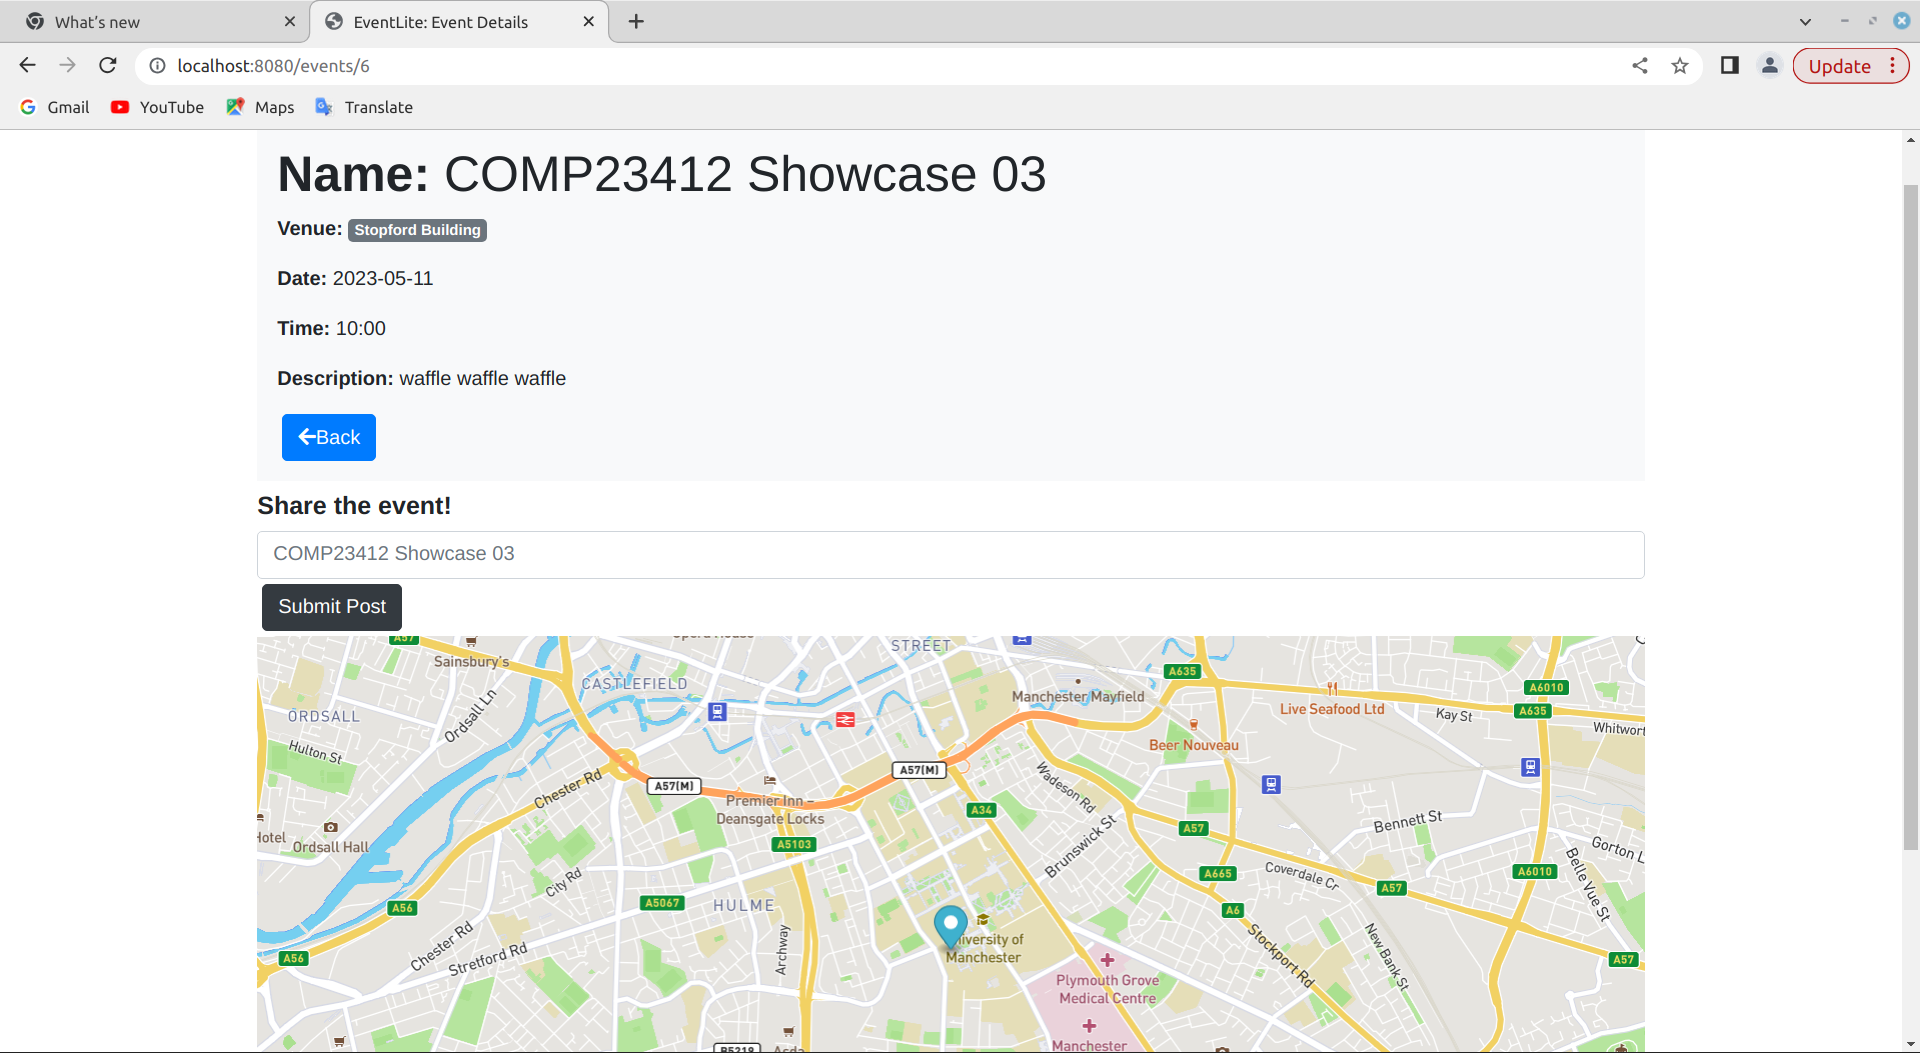 What's new
EventLite: Event Details
localhost:8080/events/6
Update
Gmail
YouTube
Maps
Translate
Name: COMP23412 Showcase 03
Venue: Stopford Building
Date: 2023-05-11
Time: 10:00
Description: waffle waffle waffle
Back
Share the event!
COMP23412 Showcase 03
Submit Post
A57
Sainsbury's
STREET
CASTLEFIELD
A635
Manchester Mayfield
A6010
ORDSALL
Ordsall Ln
Live Seafood Ltd
A635
Kay St
Whitwort
Hulton St
Beer Nouveau
Chester Rd
A57(M)
A57(M)
Wadeson Rd
Premier Inn –
Deansgate Locks
A34
Hotel
Ordsall Hall
A5103
Brunswick St
A57
Bennett St
Gorton L
City Rd
A665
Coverdale Cr
A57
A6010
Belle Vue St
A56
A5067
HULME
A6
Chester Rd
Stretford Rd
Archway
University of
Manchester
Stockport Rd
New Bank St
A56
A57
Plymouth Grove
Medical Centre
Manchester
B5219
Asda